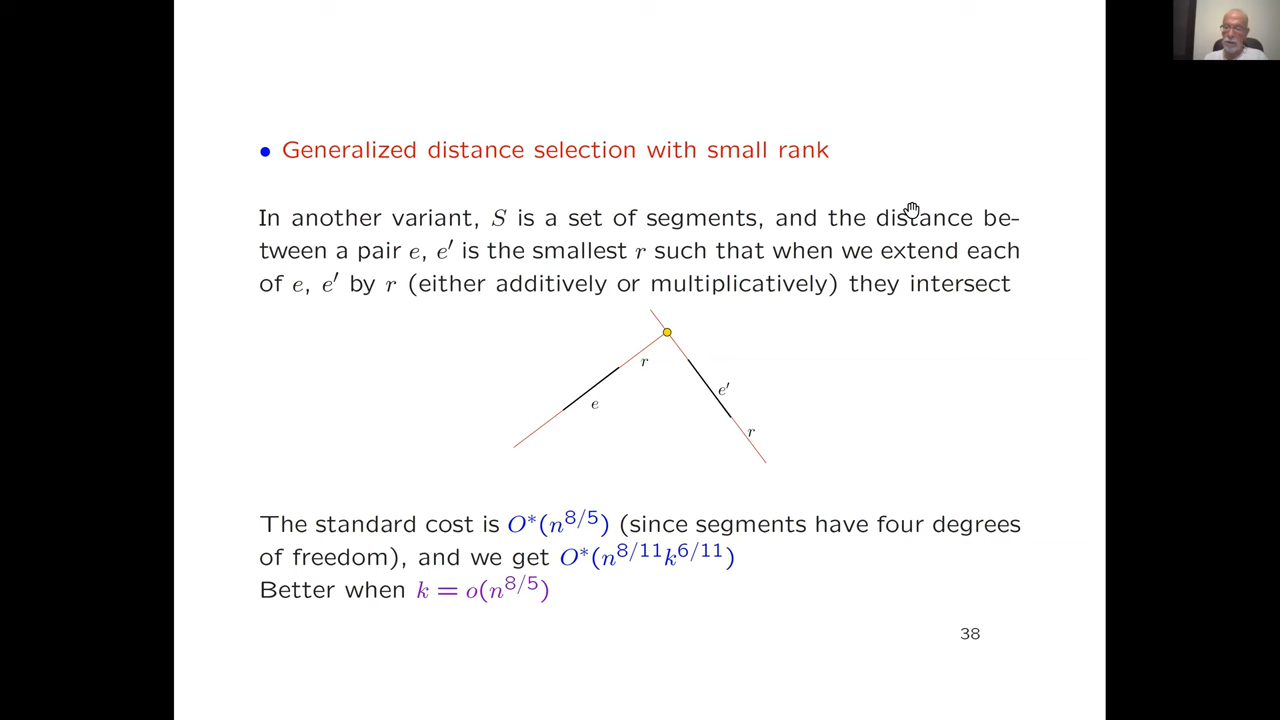 • Generalized distance selection with small rank
In another variant, S is a set of segments, and the distance be-
tween a pair e, e′ is the smallest r such that when we extend each
of e, e′ by r (either additively or multiplicatively) they intersect
r
e′
e
r
The standard cost is O*(n^{8/5}) (since segments have four degrees
of freedom), and we get O*(n^{8/11}k^{6/11})
Better when k = o(n^{8/5})
38